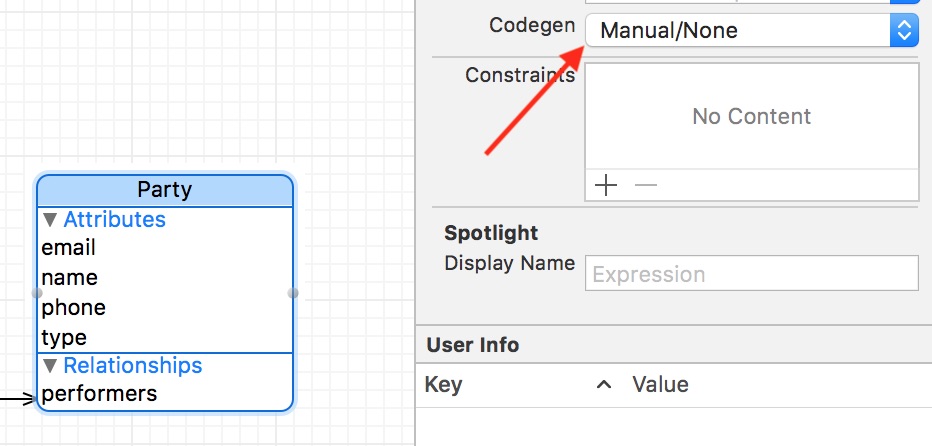 Codegen
Manual/None
Constraints
No Content
Party
Attributes
email
name
phone
type
Relationships
performers
Spotlight
Display Name
Expression
User Info
Key
Value